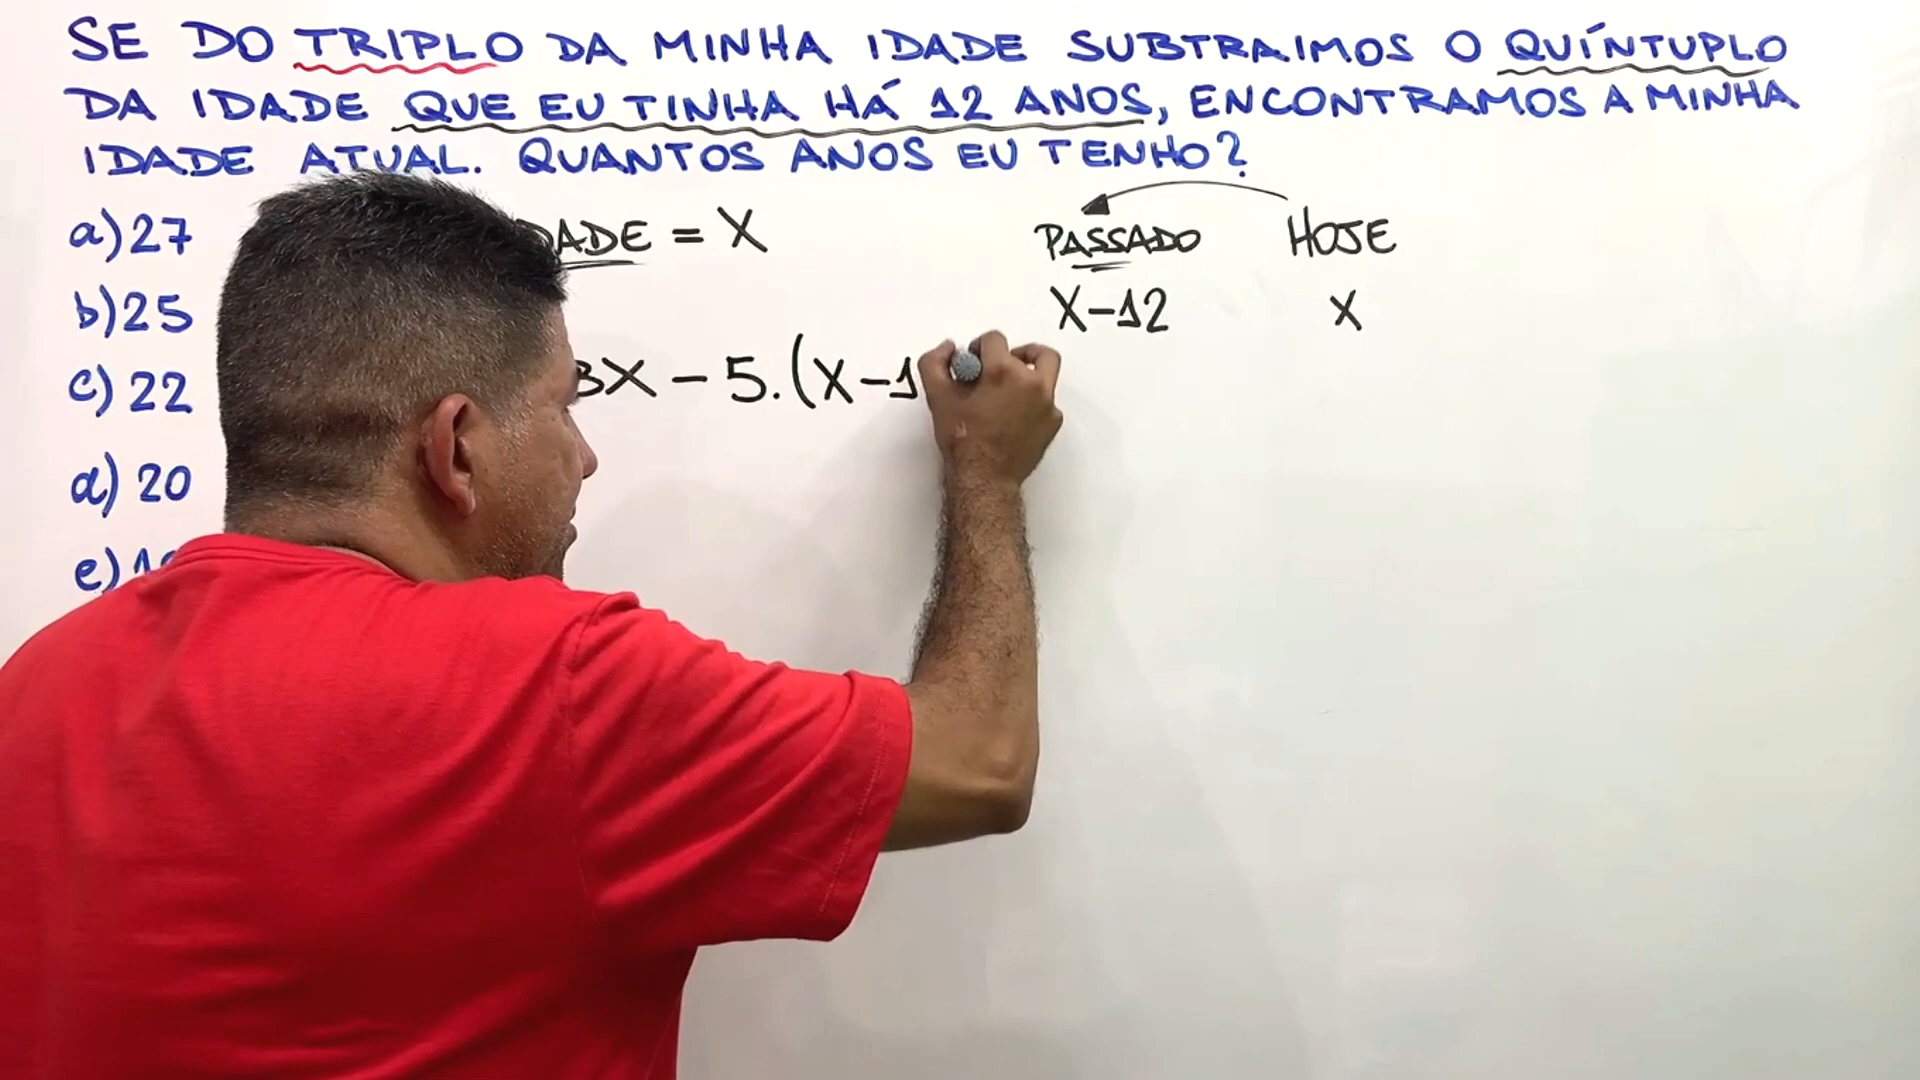 SE DO TRIPLO DA MINHA IDADE SUBTRAIMOS O QUÍNTUPLO
DA IDADE QUE EU TINHA HÁ 12 ANOS, ENCONTRAMOS A MINHA
IDADE ATUAL. QUANTOS ANOS EU TENHO?
a) 27
= X
PASSADO HOJE
b) 25
X-12 X
c) 22
3X - 5.(X-1
d) 20
e)